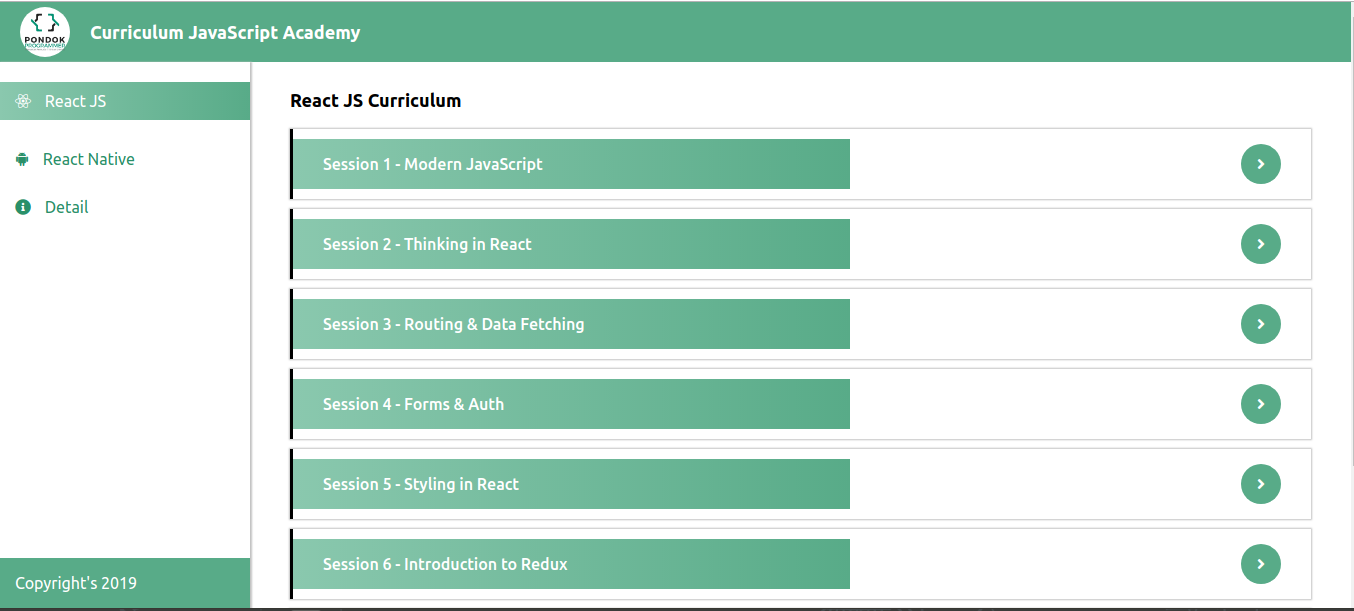 PONDOK
PROGRAMMER
Curriculum JavaScript Academy
React JS
React Native
Detail
Copyright's 2019
React JS Curriculum
Session 1 - Modern JavaScript
Session 2 - Thinking in React
Session 3 - Routing & Data Fetching
Session 4 - Forms & Auth
Session 5 - Styling in React
Session 6 - Introduction to Redux